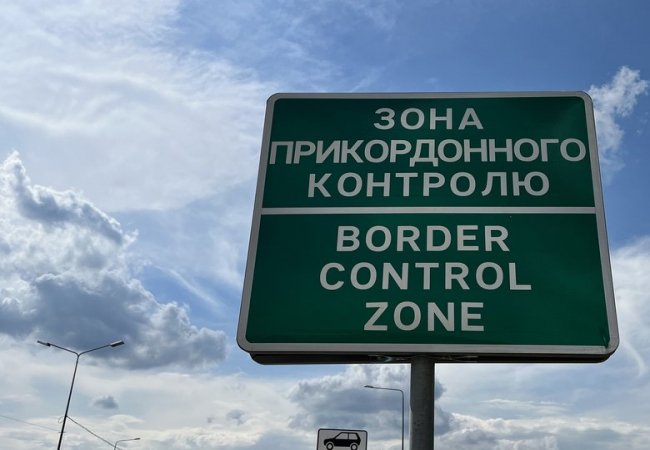 ЗОНА
ПРИКОРДОННОГО
КОНТРОЛЮ
BORDER
CONTROL
ZONE